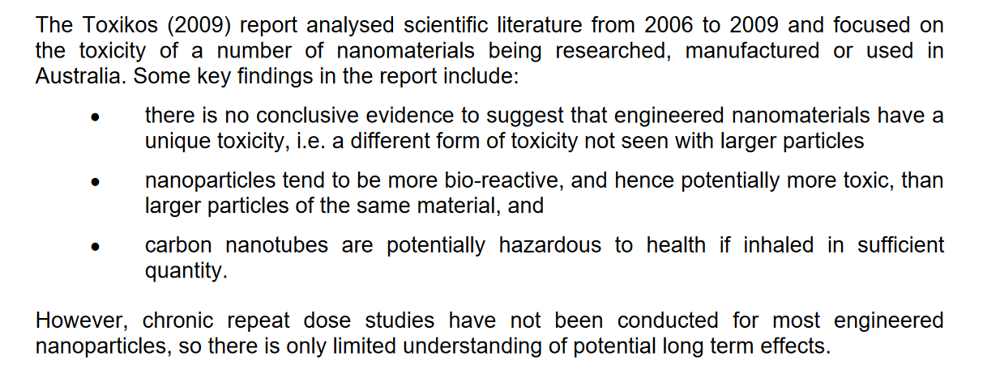 The Toxikos (2009) report analysed scientific literature from 2006 to 2009 and focused on
the toxicity of a number of nanomaterials being researched, manufactured or used in
Australia. Some key findings in the report include:
• there is no conclusive evidence to suggest that engineered nanomaterials have a
unique toxicity, i.e. a different form of toxicity not seen with larger particles
• nanoparticles tend to be more bio-reactive, and hence potentially more toxic, than
larger particles of the same material, and
• carbon nanotubes are potentially hazardous to health if inhaled in sufficient
quantity.
However, chronic repeat dose studies have not been conducted for most engineered
nanoparticles, so there is only limited understanding of potential long term effects.